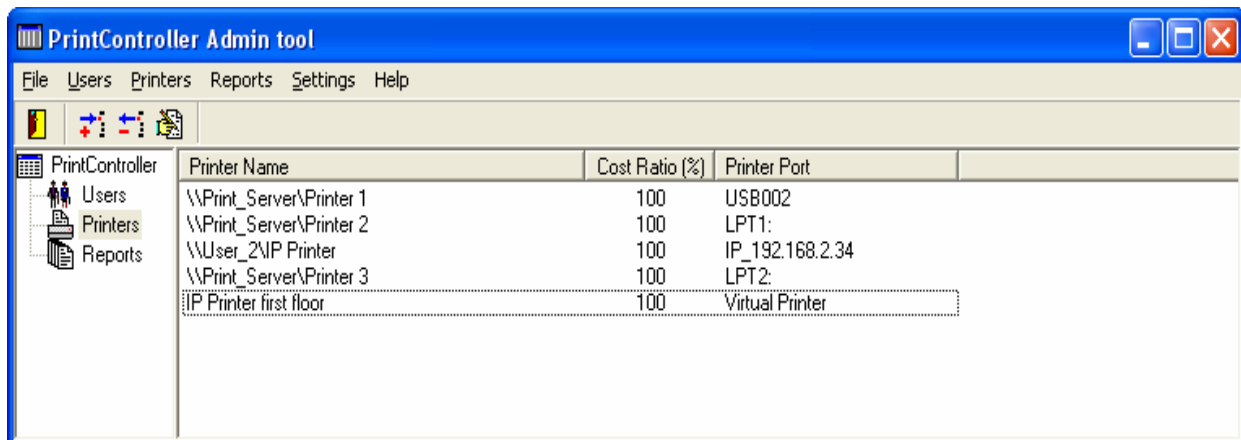 PrintController Admin tool
File Users Printers Reports Settings Help
PrintController
Users
Printers
Reports
Printer Name Cost Ratio (%) Printer Port
\\Print_Server\Printer 1 100 USB002
\\Print_Server\Printer 2 100 LPT1:
\\User_2\IP Printer 100 IP_192.168.2.34
\\Print_Server\Printer 3 100 LPT2:
IP Printer first floor 100 Virtual Printer